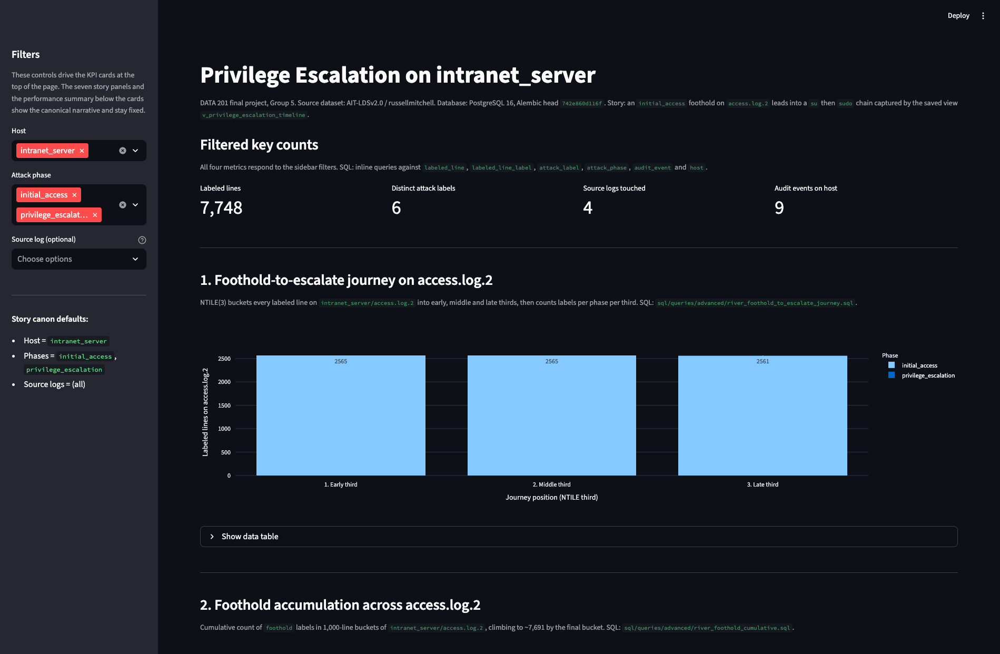 Deploy
Filters
These controls drive the KPI cards at the
top of the page. The seven story panels and
the performance summary below the cards
show the canonical narrative and stay fixed.
Host
intranet_server ×
Attack phase
initial_access ×
privilege_escalat… ×
Source log (optional)
Choose options
Story canon defaults:
• Host = intranet_server
• Phases = initial_access ,
privilege_escalation
• Source logs = (all)
Privilege Escalation on intranet_server
DATA 201 final project, Group 5. Source dataset: AIT-LDSv2.0 / russellmitchell. Database: PostgreSQL 16, Alembic head 742e860d116f . Story: an initial_access foothold on access.log.2 leads into a su then sudo chain captured by the saved view
v_privilege_escalation_timeline .
Filtered key counts
All four metrics respond to the sidebar filters. SQL: inline queries against labeled_line , labeled_line_label , attack_label , attack_phase , audit_event and host .
Labeled lines
7,748
Distinct attack labels
6
Source logs touched
4
Audit events on host
9
1. Foothold-to-escalate journey on access.log.2
NTILE(3) buckets every labeled line on intranet_server/access.log.2 into early, middle and late thirds, then counts labels per phase per third. SQL: sql/queries/advanced/river_foothold_to_escalate_journey.sql .
Labeled lines on access.log.2
2500
2000
1500
1000
500
0
2565
2565
2561
1. Early third
2. Middle third
3. Late third
Journey position (NTILE third)
Phase
initial_access
privilege_escalation
Show data table
2. Foothold accumulation across access.log.2
Cumulative count of foothold labels in 1,000-line buckets of intranet_server/access.log.2 , climbing to ~7,691 by the final bucket. SQL: sql/queries/advanced/river_foothold_cumulative.sql .